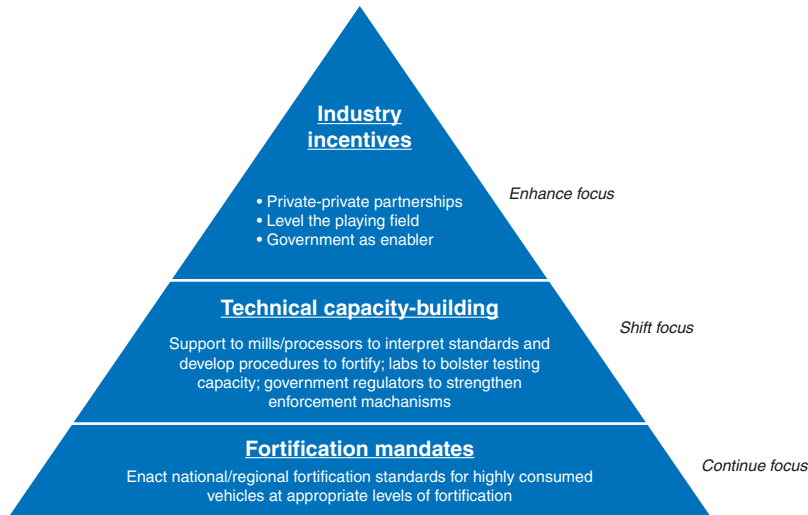 Industry
incentives
• Private-private partnerships
• Level the playing field
• Government as enabler
Enhance focus
Technical capacity-building
Support to mills/processors to interpret standards and
develop procedures to fortify; labs to bolster testing
capacity; government regulators to strengthen
enforcement machanisms
Shift focus
Fortification mandates
Enact national/regional fortification standards for highly consumed
vehicles at appropriate levels of fortification
Continue focus